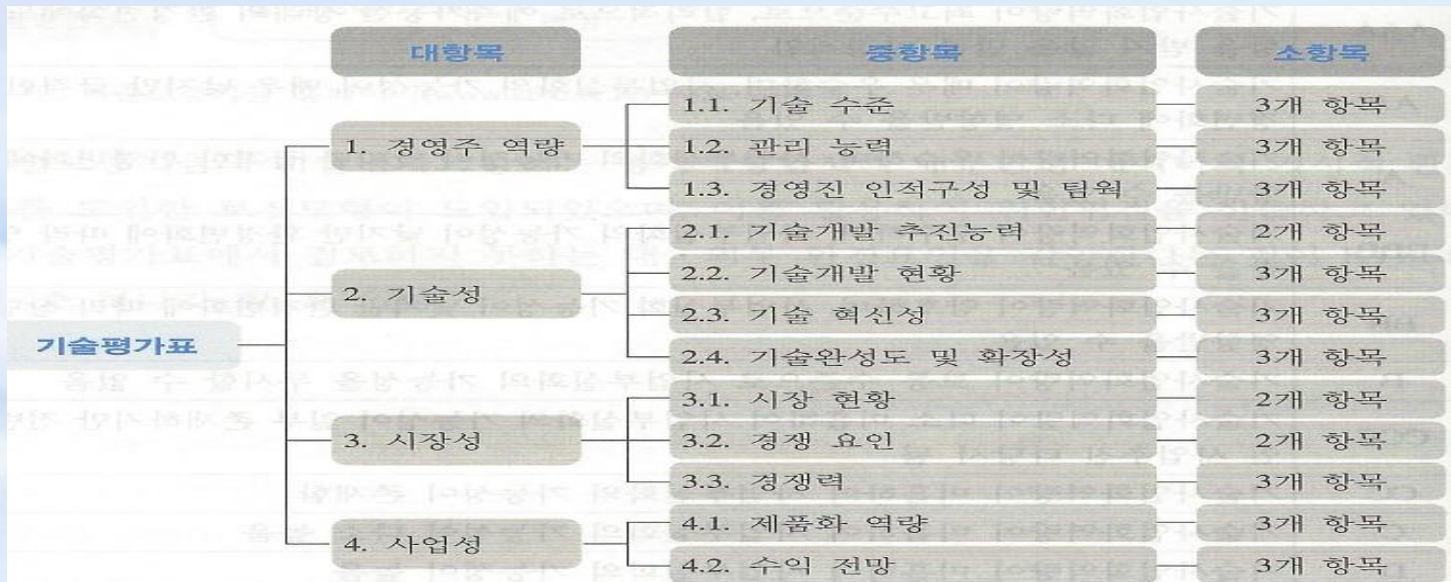 대항목 중항목 소항목
1.1. 기술 수준 3개 항목
1. 경영주 역량 1.2. 관리 능력 3개 항목
1.3. 경영진 인적구성 및 팀웍 3개 항목
2.1. 기술개발 추진능력 2개 항목
2.2. 기술개발 현황 3개 항목
2. 기술성
2.3. 기술 혁신성 3개 항목
기술평가표
2.4. 기술완성도 및 확장성 3개 항목
3.1. 시장 현황 2개 항목
3. 시장성 3.2. 경쟁 요인 2개 항목
3.3. 경쟁력 3개 항목
4.1. 제품화 역량 3개 항목
4. 사업성
4.2. 수익 전망 3개 항목